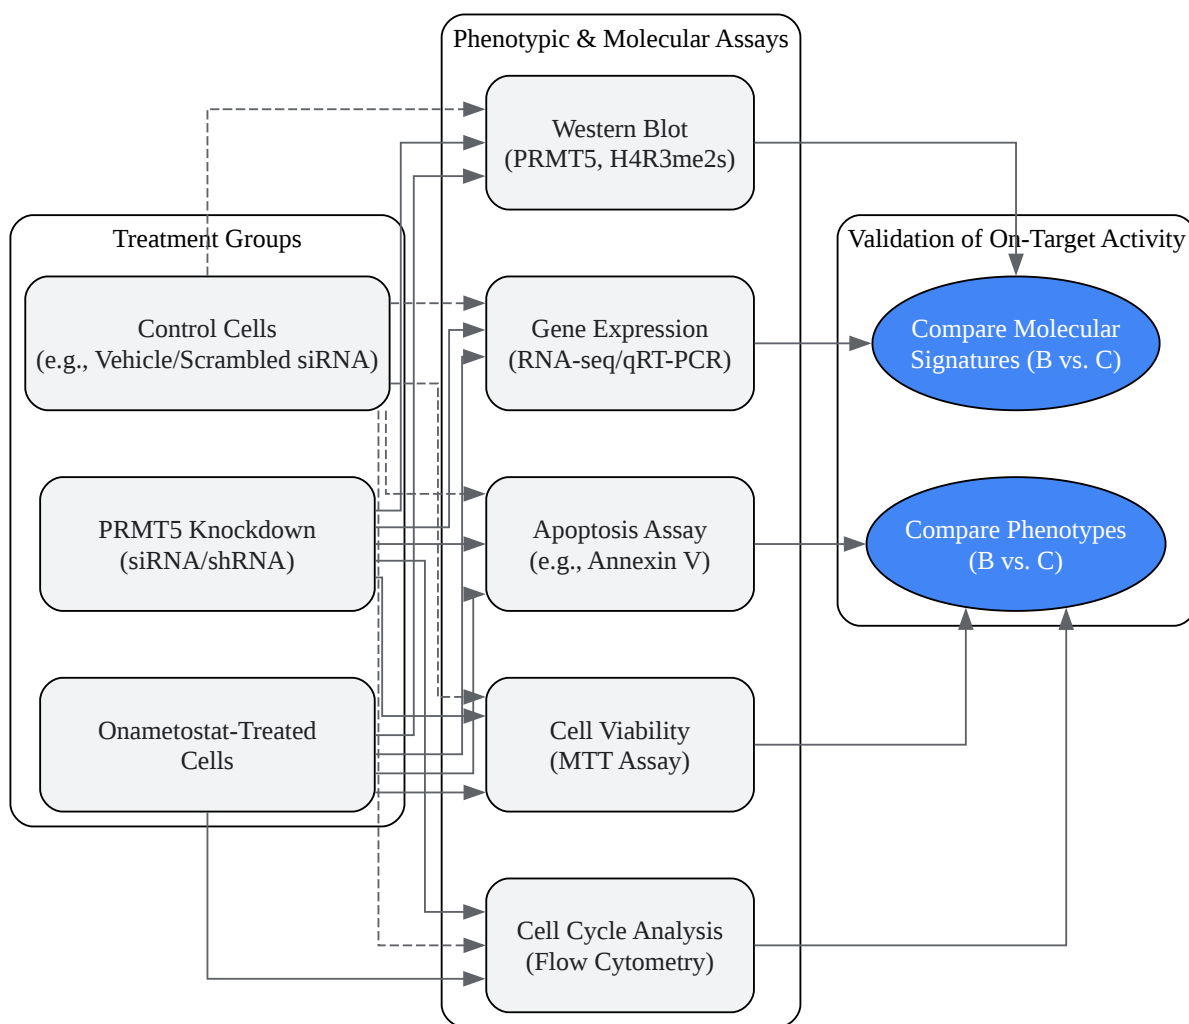 Phenotypic & Molecular Assays
Western Blot
(PRMT5, H4R3me2s)
Treatment Groups
Validation of On-Target Activity
Control Cells
(e.g., Vehicle/Scrambled siRNA)
Gene Expression
(RNA-seq/qRT-PCR)
Compare Molecular
Signatures (B vs. C)
PRMT5 Knockdown
(siRNA/shRNA)
Apoptosis Assay
(e.g., Annexin V)
Compare Phenotypes
(B vs. C)
Onametostat-Treated
Cells
Cell Viability
(MTT Assay)
Cell Cycle Analysis
(Flow Cytometry)